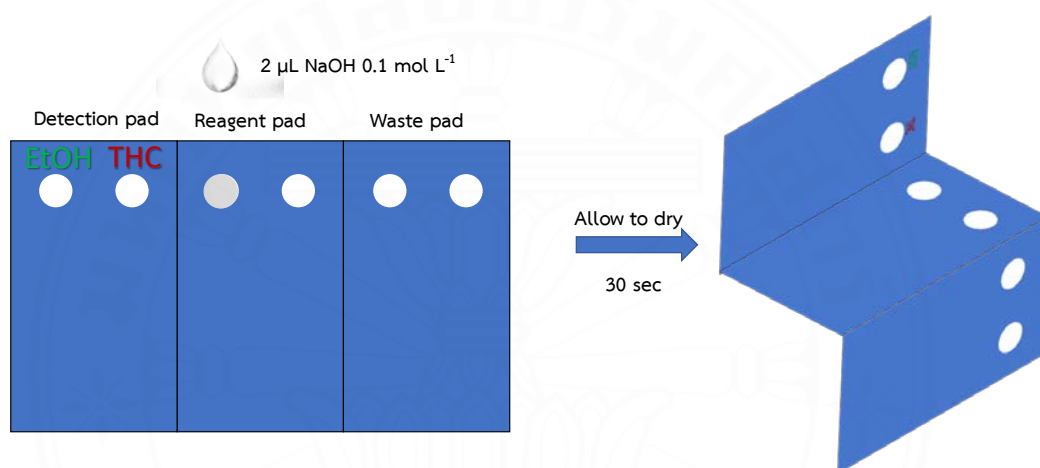 2 µL NaOH 0.1 mol L⁻¹
Detection pad Reagent pad Waste pad
EtOH THC
Allow to dry
30 sec